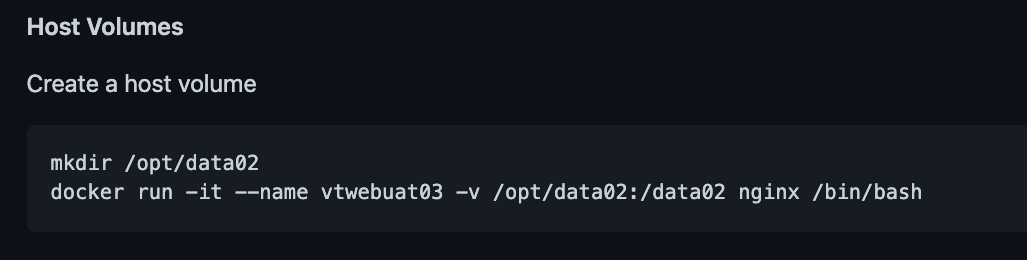 Host Volumes
Create a host volume
mkdir /opt/data02
docker run -it --name vtwebuat03 -v /opt/data02:/data02 nginx /bin/bash